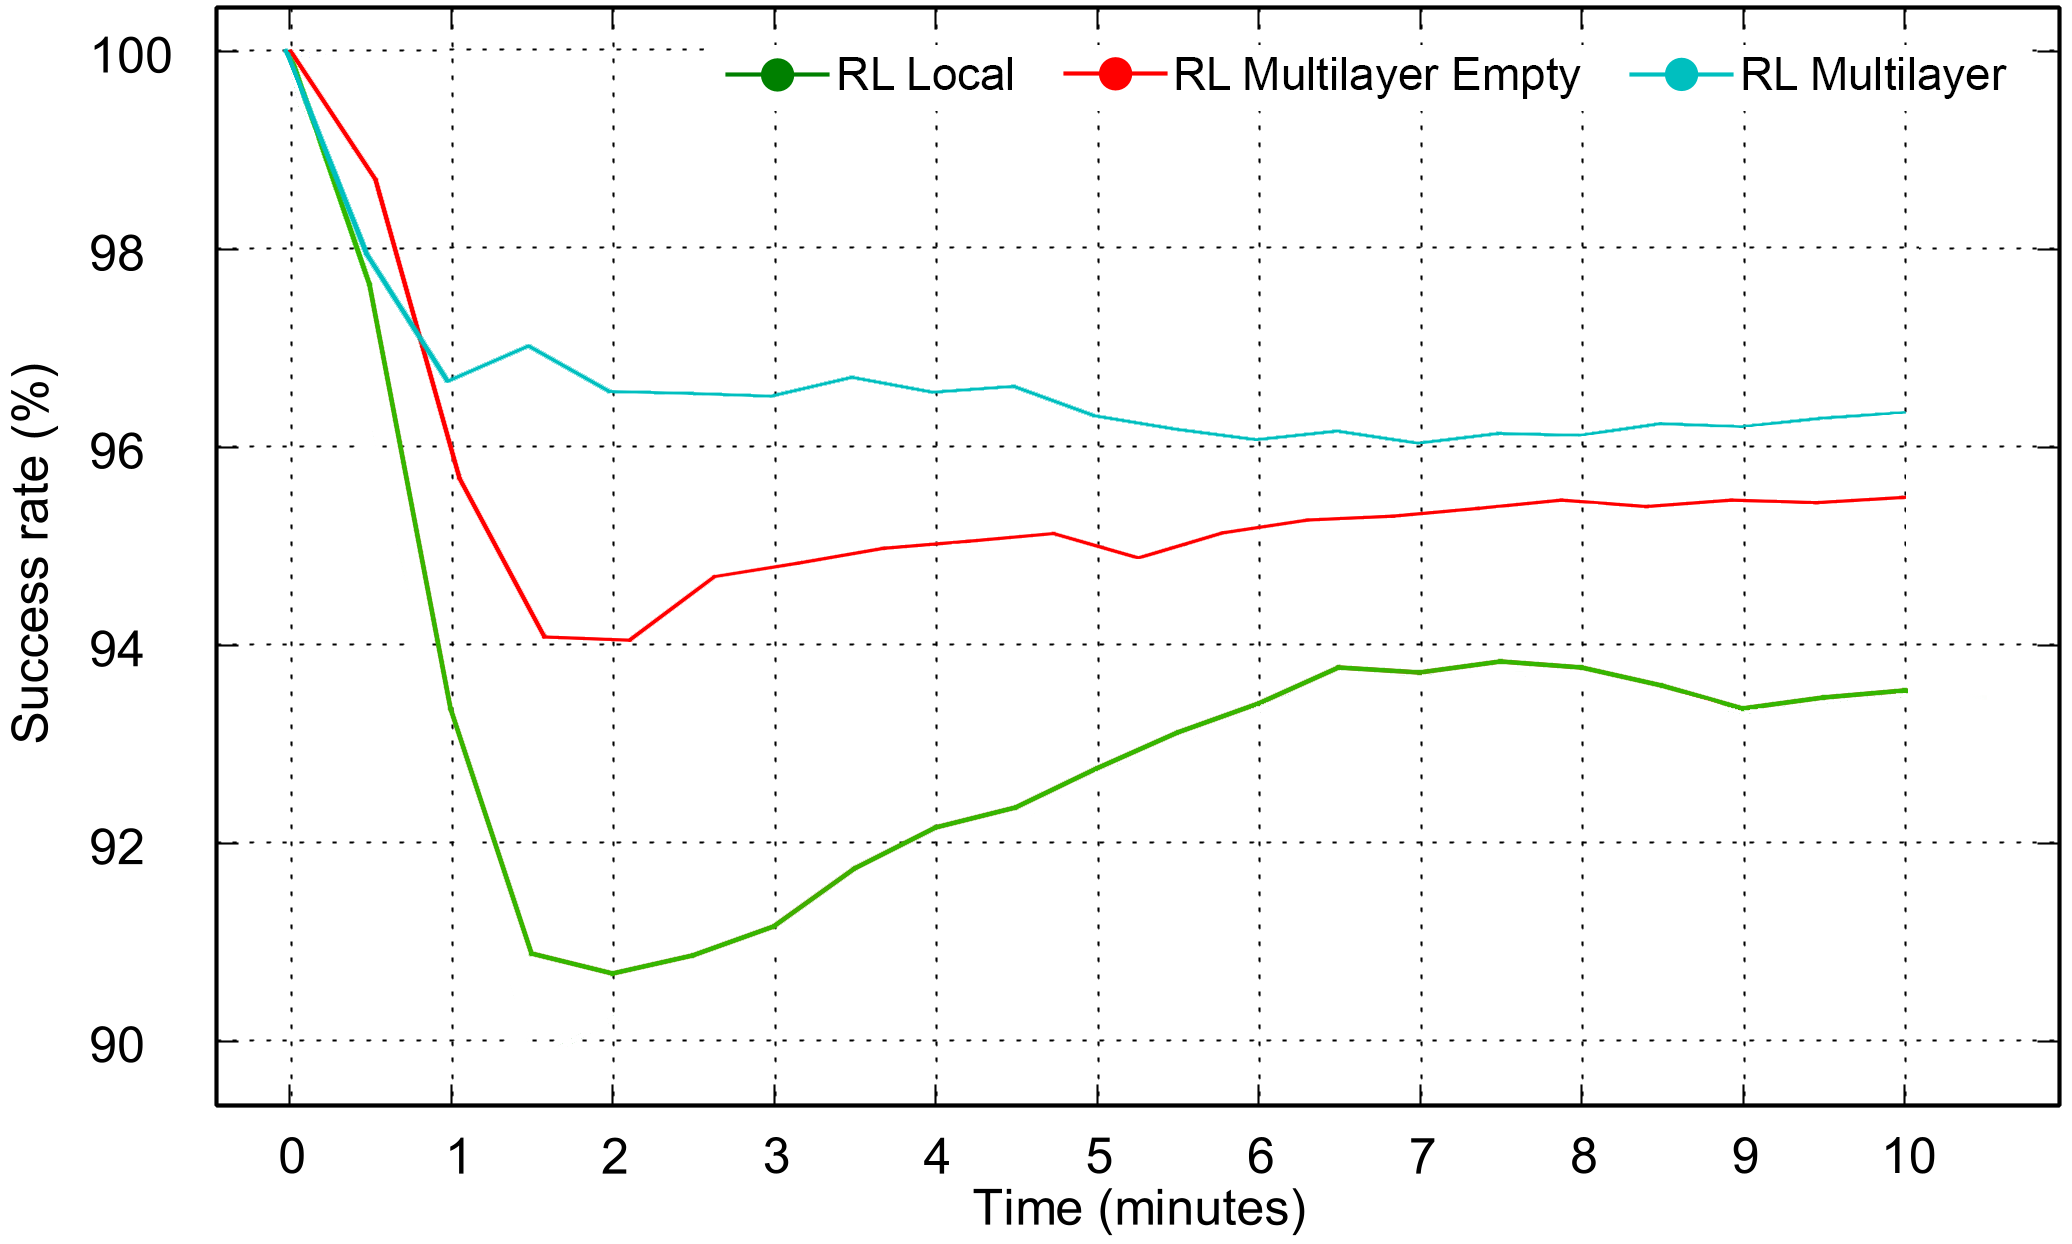 Success rate (%)
100
98
96
94
92
90
RL Local RL Multilayer Empty RL Multilayer
0 1 2 3 4 5 6 7 8 9 10
Time (minutes)